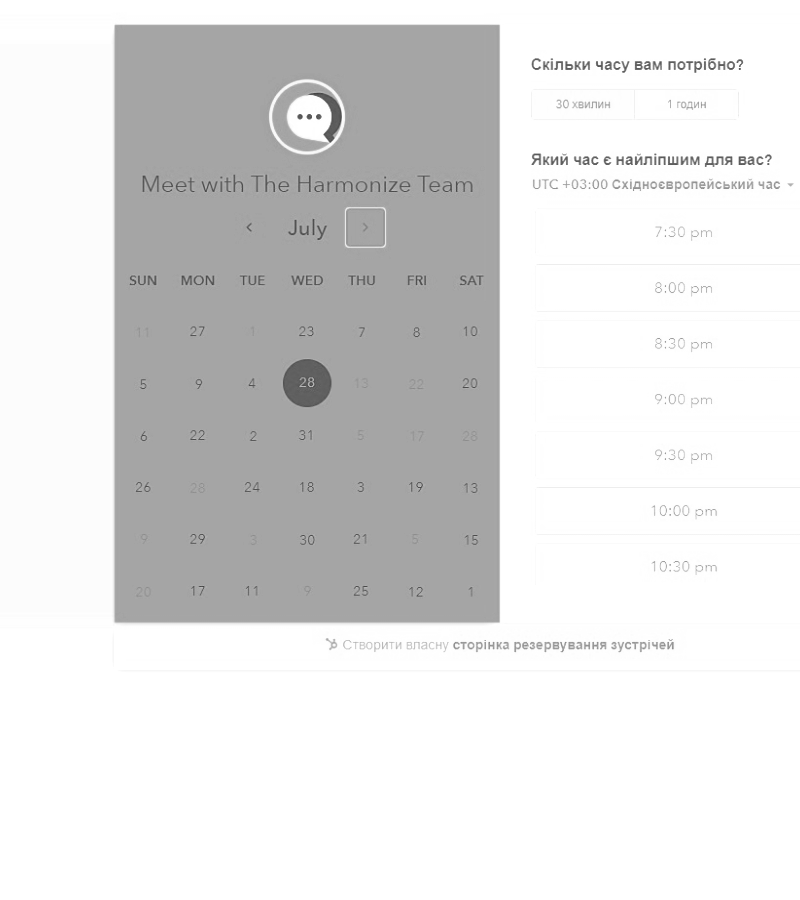 Meet with The Harmonize Team
July
SUN MON TUE WED THU FRI SAT
11 27 1 23 7 8 10
5 9 4 28 13 22 20
6 22 2 31 5 17 28
26 28 24 18 3 19 13
9 29 3 30 21 5 15
20 17 11 9 25 12 1
Скільки часу вам потрібно?
30 хвилин 1 годин
Який час є найліпшим для вас?
UTC +03:00 Східноєвропейський час
7:30 pm
8:00 pm
8:30 pm
9:00 pm
9:30 pm
10:00 pm
10:30 pm
Створити власну сторінка резервування зустрічей